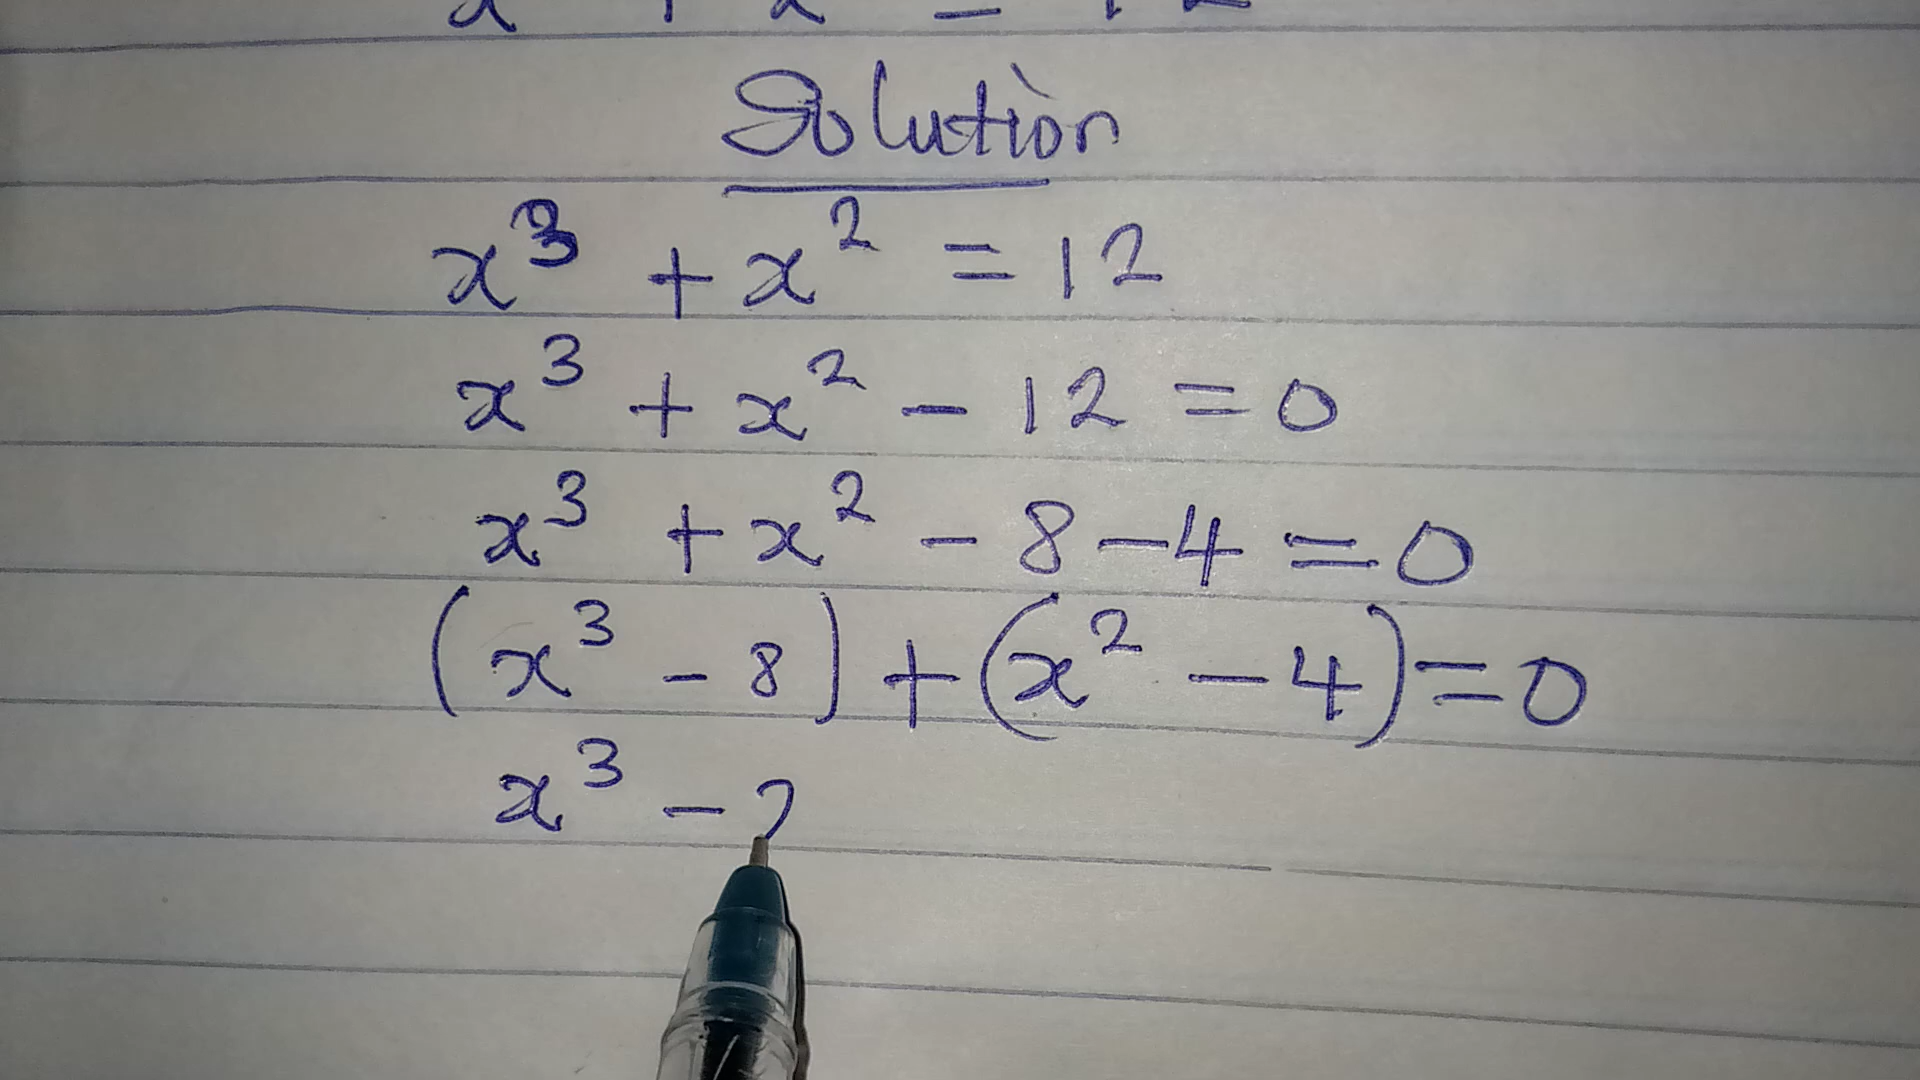 x + x = 12
Solution
x³ + x² = 12
x³ + x² - 12 = 0
x³ + x² - 8 - 4 = 0
(x³ - 8) + (x² - 4) = 0
x³ - 2